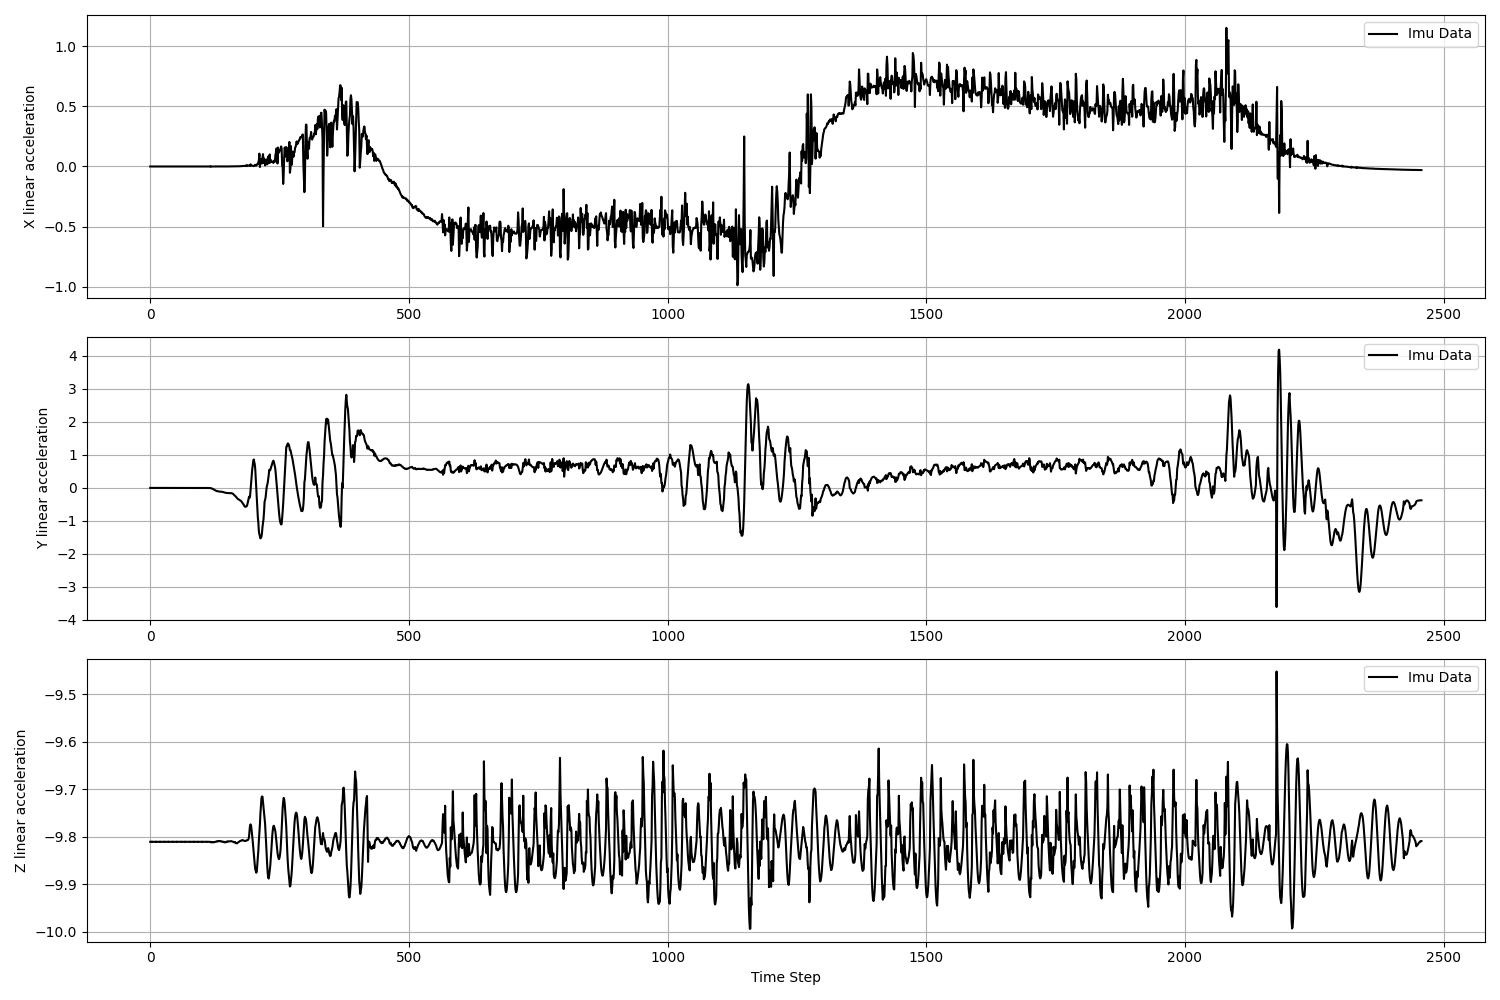 Imu Data
X linear acceleration
1.0
0.5
0.0
−0.5
−1.0
0 500 1000 1500 2000 2500
Imu Data
Y linear acceleration
4
3
2
1
0
−1
−2
−3
−4
0 500 1000 1500 2000 2500
Imu Data
Z linear acceleration
−9.5
−9.6
−9.7
−9.8
−9.9
−10.0
0 500 1000 1500 2000 2500
Time Step